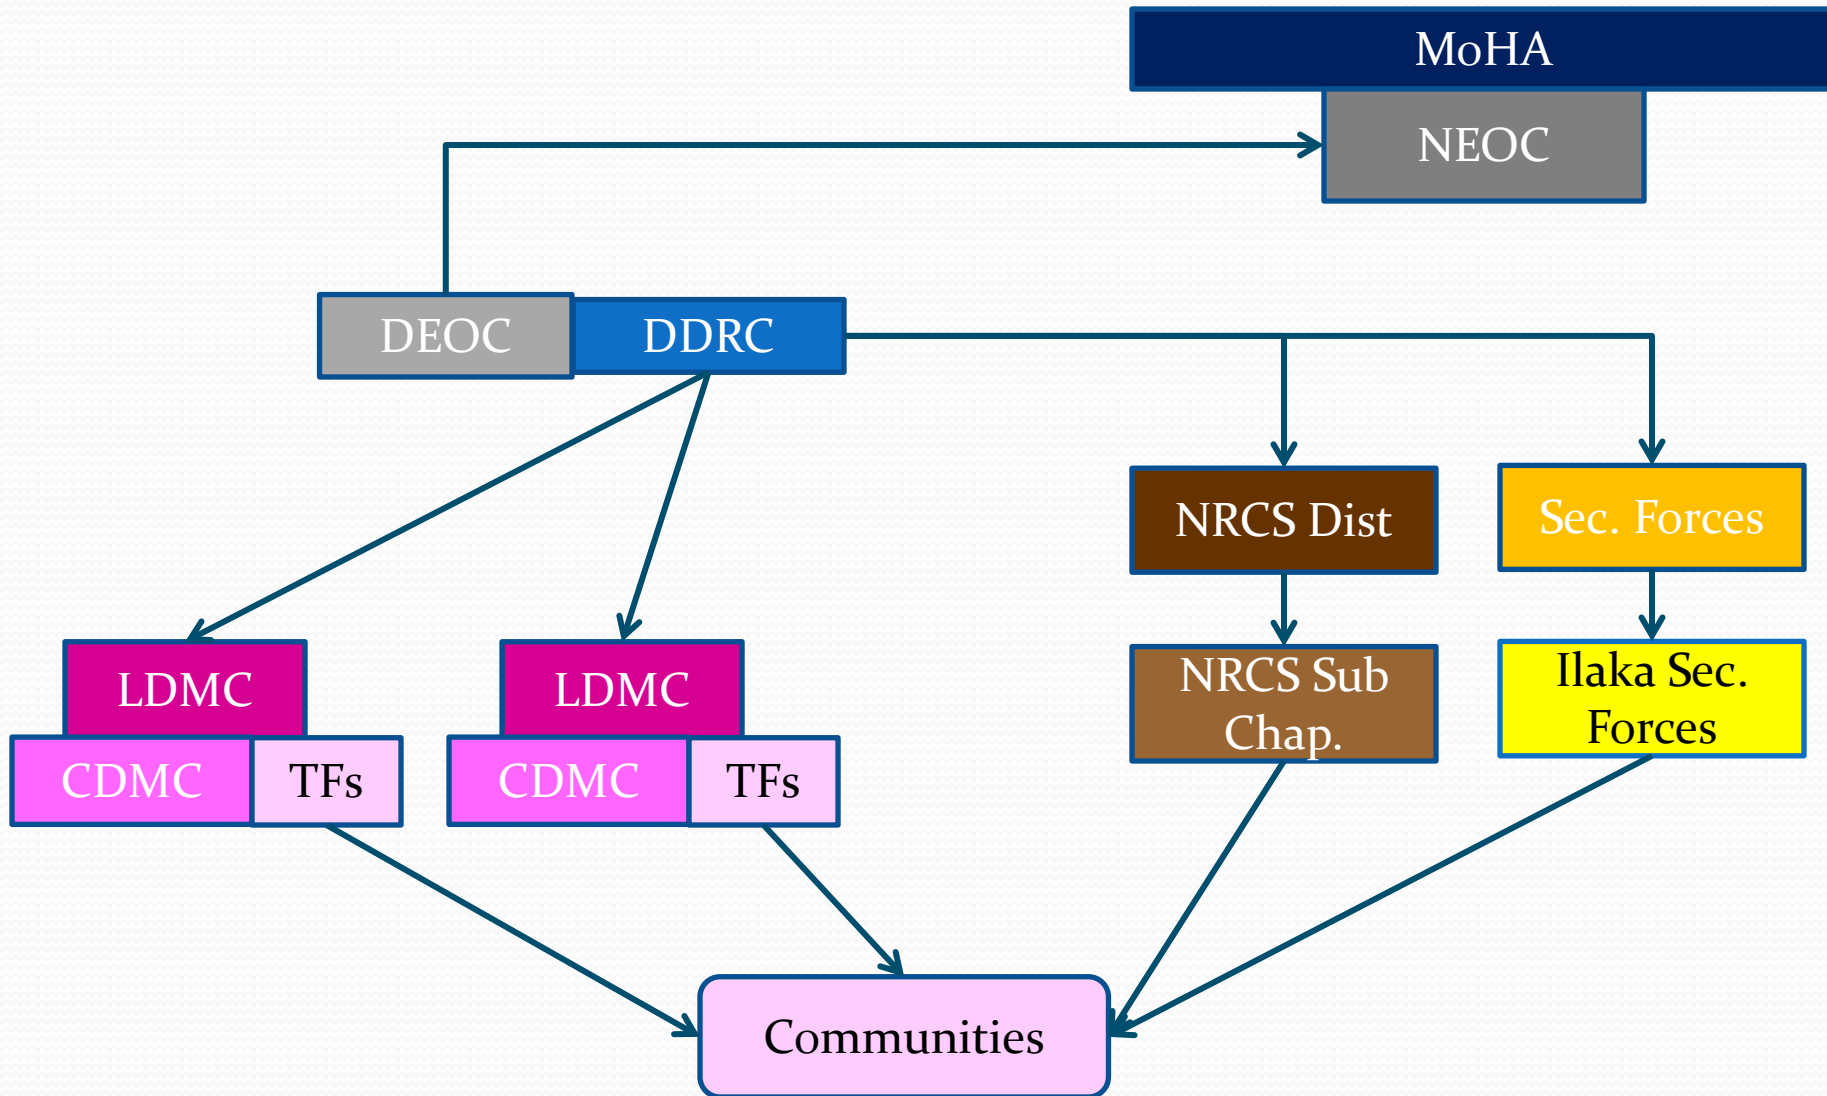 MoHA
NEOC
DEOC
DDRC
NRCS Dist
Sec. Forces
LDMC
LDMC
NRCS Sub
Chap.
Ilaka Sec.
Forces
CDMC
TFs
CDMC
TFs
Communities